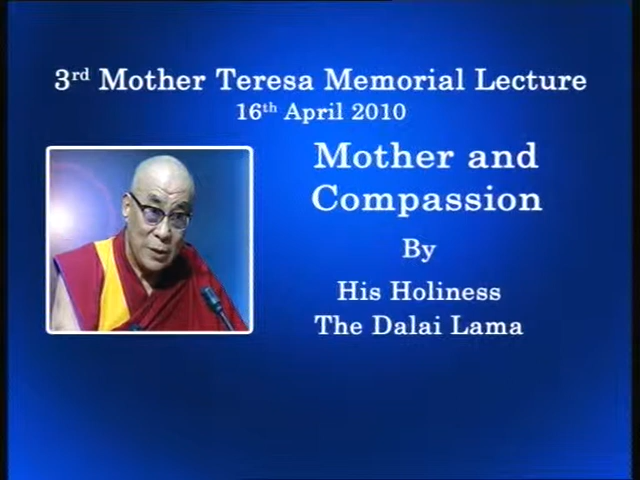 3rd Mother Teresa Memorial Lecture
16th April 2010
Mother and
Compassion
By
His Holiness
The Dalai Lama